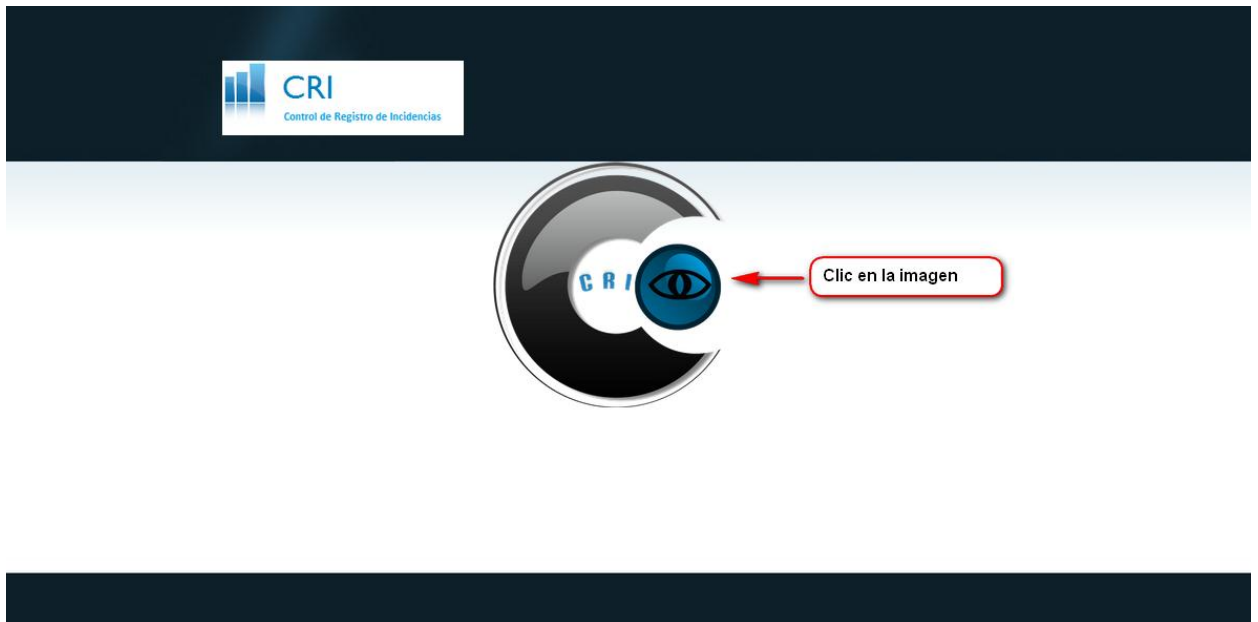 CRI
Control de Registro de Incidencias
CRI
Clic en la imagen